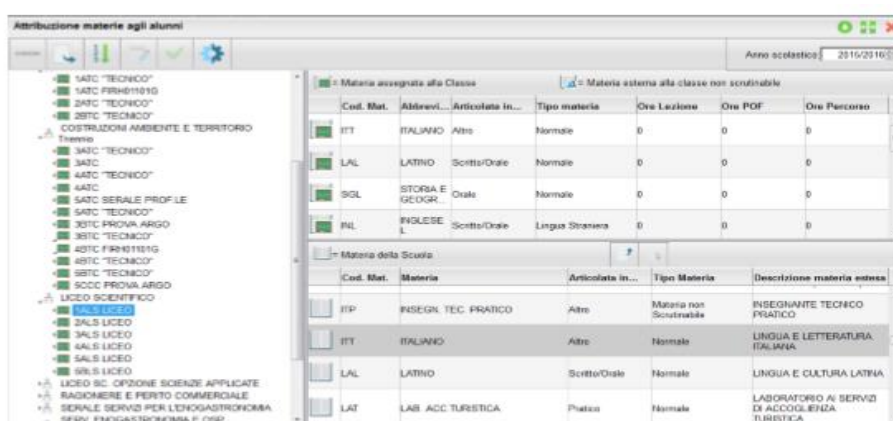 Attribuzione materie agli alunni
Anno scolastico 2015/2016
1ATC "TECNICO"
1ATC FIRH01101G
2ATC "TECNICO"
2BTC "TECNICO"
COSTRUZIONI AMBIENTE E TERRITORIO
Triennio
3ATC "TECNICO"
3ATC
4ATC "TECNICO"
4ATC
5ATC SERALE PROF.LE
5ATC "TECNICO"
3BTC PROVA ARGO
3BTC "TECNICO"
4BTC FIRH01101G
4BTC "TECNICO"
5BTC "TECNICO"
5CCC PROVA ARGO
LICEO SCIENTIFICO
1ALS LICEO
2ALS LICEO
3ALS LICEO
4ALS LICEO
5ALS LICEO
5BLS LICEO
LICEO SC. OPZIONE SCIENZE APPLICATE
RAGIONIERE E PERITO COMMERCIALE
SERALE SERVIZI PER L'ENOGASTRONOMIA
SERV. ENOGASTRONOMIA E OSP.
= Materia assegnata alla Classe = Materia esterna alla classe non scrutinabile
Cod. Mat. Abbrevi... Articolata in... Tipo materia Ore Lezione Ore POF Ore Percorso
ITT ITALIANO Altro Normale 0 0 0
LAL LATINO Scritto/Orale Normale 0 0 0
SGL STORIA E GEOGR... Orale Normale 0 0 0
INL INGLESE L Scritto/Orale Lingua Straniera 0 0 0
= Materia della Scuola
Cod. Mat. Materia Articolata in... Tipo Materia Descrizione materia estesa
ITP INSEGN. TEC. PRATICO Altro Materia non Scrutinabile INSEGNANTE TECNICO PRATICO
ITT ITALIANO Altro Normale LINGUA E LETTERATURA ITALIANA
LAL LATINO Scritto/Orale Normale LINGUA E CULTURA LATINA
LAT LAB. ACC.TURISTICA Pratico Normale LABORATORIO AI SERVIZI DI ACCOGLIENZA TURISTICA